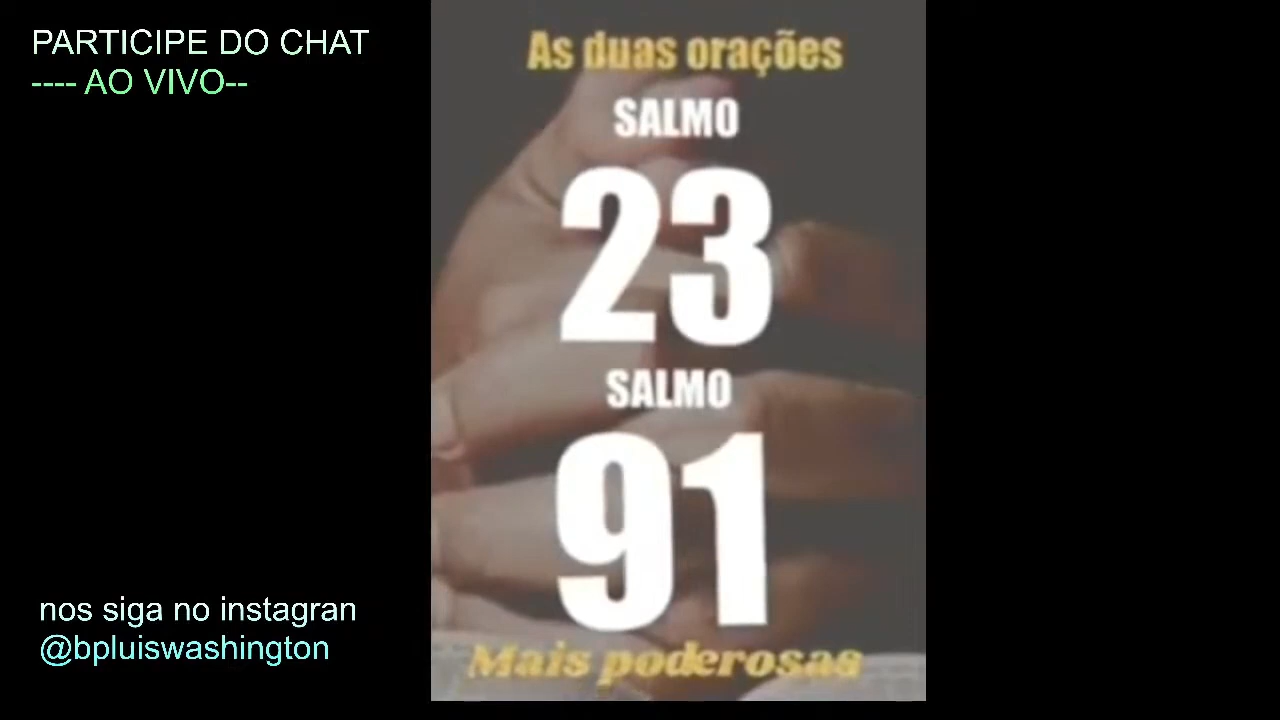 PARTICIPE DO CHAT
---- AO VIVO--
As duas orações
SALMO
23
SALMO
91
Mais poderosas
nos siga no instagran
@bpluiswashington